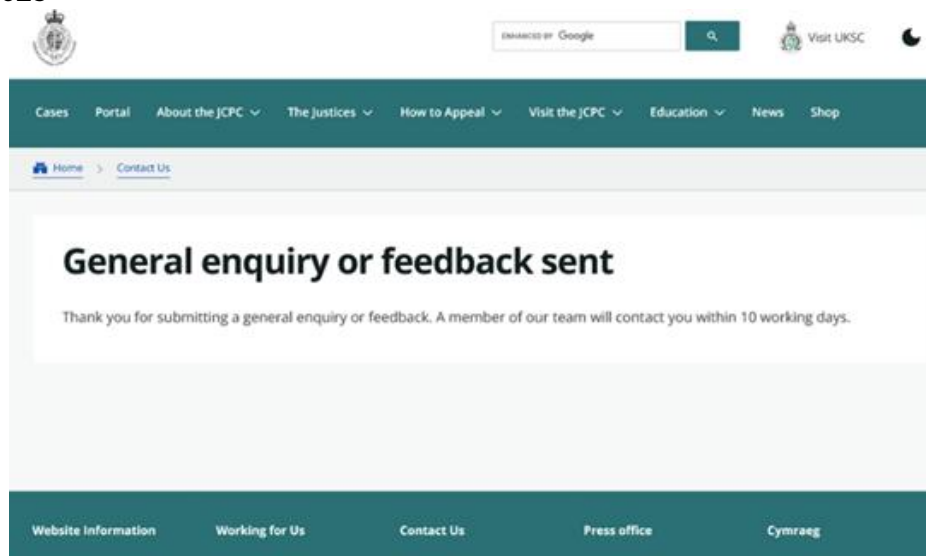 ENHANCED BY Google
Visit UKSC
Cases Portal About the JCPC The Justices How to Appeal Visit the JCPC Education News Shop
Home > Contact Us
General enquiry or feedback sent
Thank you for submitting a general enquiry or feedback. A member of our team will contact you within 10 working days.
Website Information Working for Us Contact Us Press office Cymraeg